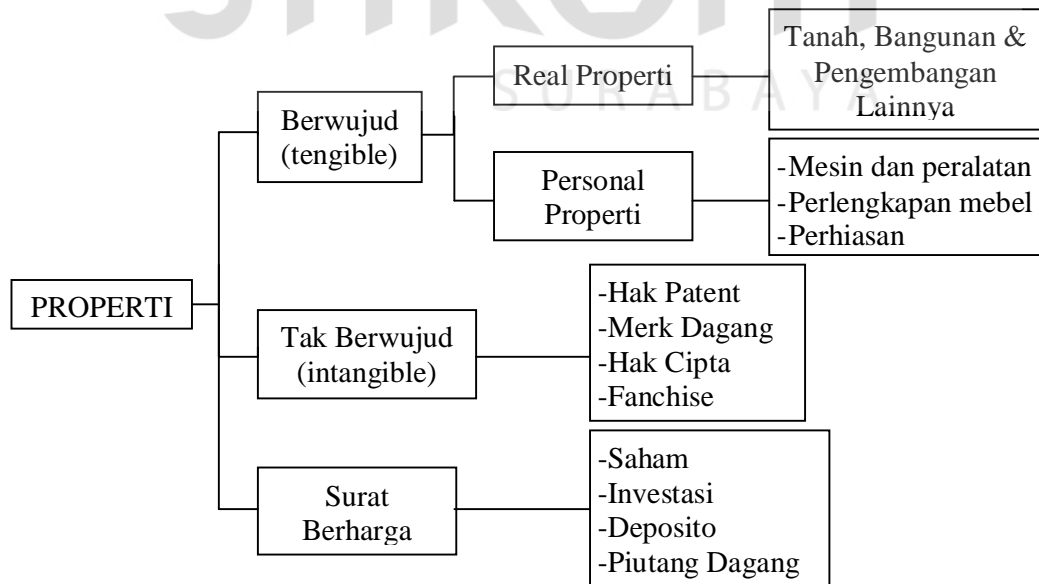 PROPERTI
Berwujud
(tengible)
Real Properti
Tanah, Bangunan &
Pengembangan
Lainnya
Personal
Properti
-Mesin dan peralatan
-Perlengkapan mebel
-Perhiasan
Tak Berwujud
(intangible)
-Hak Patent
-Merk Dagang
-Hak Cipta
-Fanchise
Surat
Berharga
-Saham
-Investasi
-Deposito
-Piutang Dagang
SURABAYA